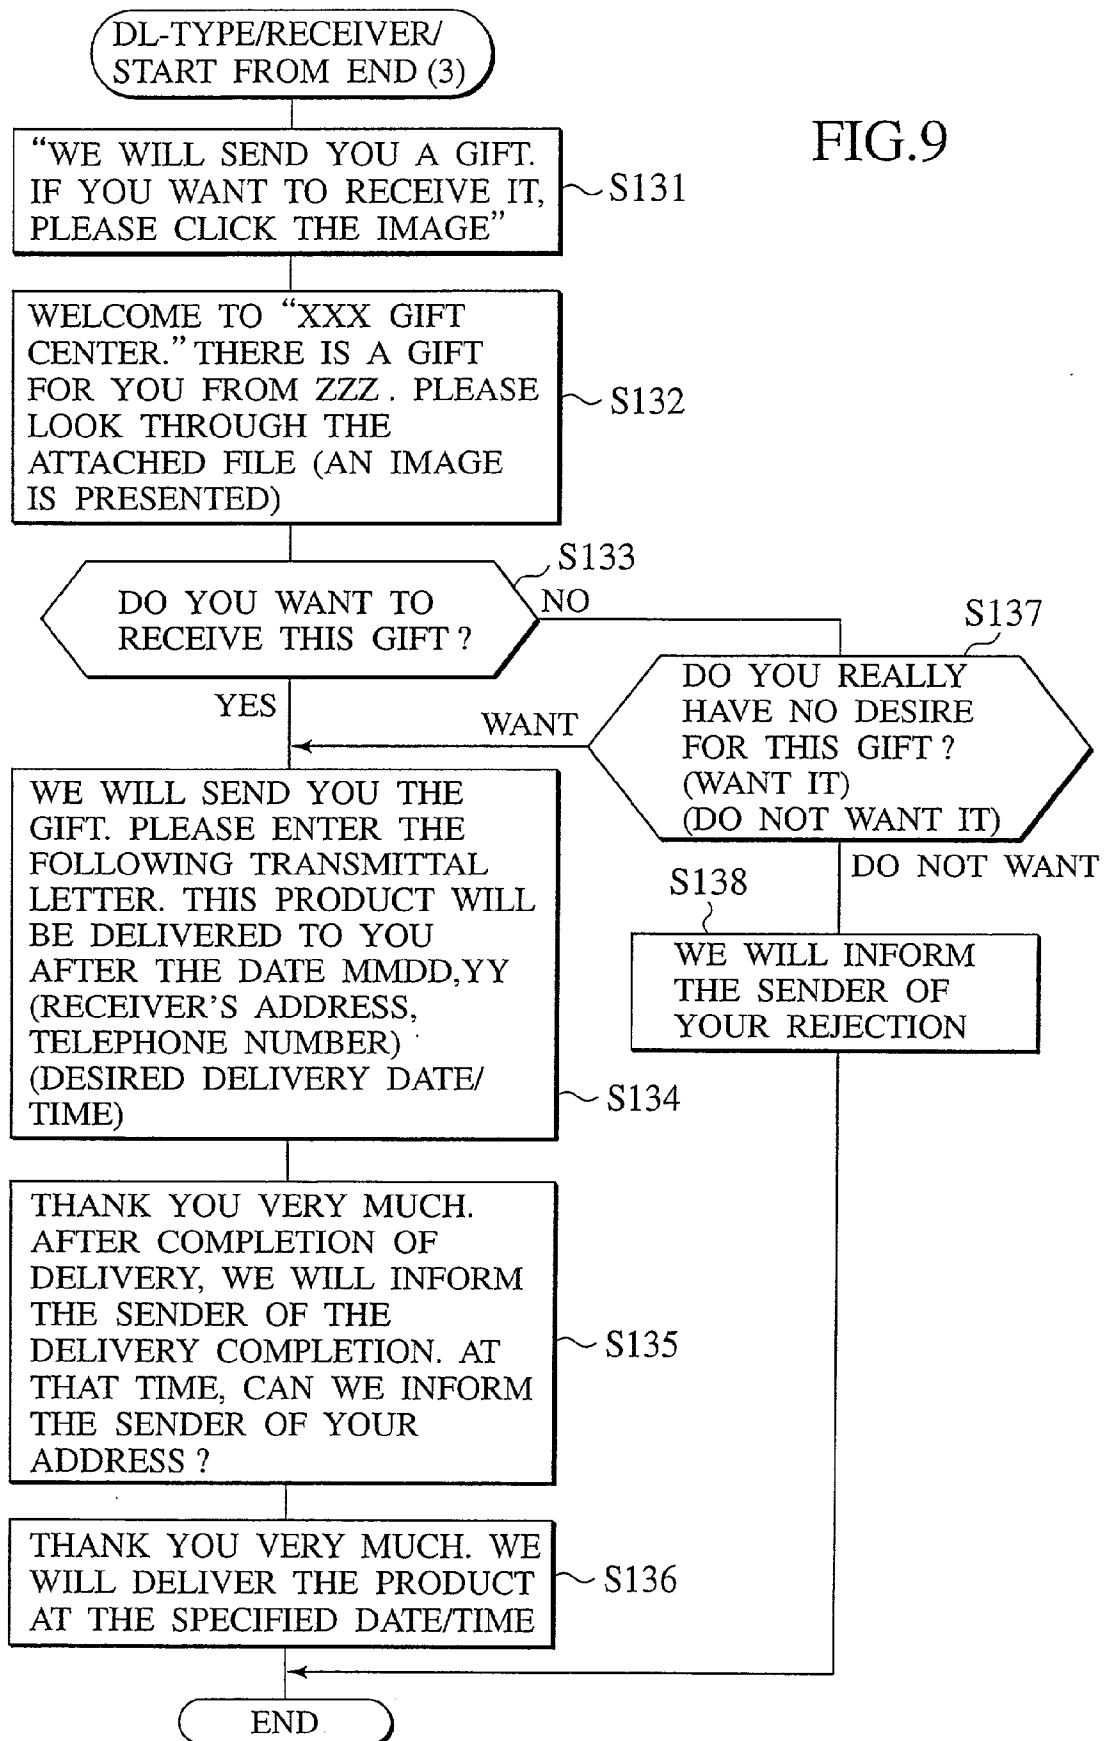 DL-TYPE/RECEIVER/
START FROM END (3)
FIG.9
“WE WILL SEND YOU A GIFT.
IF YOU WANT TO RECEIVE IT,
PLEASE CLICK THE IMAGE”
S131
WELCOME TO “XXX GIFT
CENTER.” THERE IS A GIFT
FOR YOU FROM ZZZ. PLEASE
LOOK THROUGH THE
ATTACHED FILE (AN IMAGE
IS PRESENTED)
S132
S133
DO YOU WANT TO
RECEIVE THIS GIFT ?
NO
YES
S137
DO YOU REALLY
HAVE NO DESIRE
FOR THIS GIFT ?
(WANT IT)
(DO NOT WANT IT)
WANT
DO NOT WANT
S138
WE WILL INFORM
THE SENDER OF
YOUR REJECTION
WE WILL SEND YOU THE
GIFT. PLEASE ENTER THE
FOLLOWING TRANSMITTAL
LETTER. THIS PRODUCT WILL
BE DELIVERED TO YOU
AFTER THE DATE MMDD,YY
(RECEIVER’S ADDRESS,
TELEPHONE NUMBER)
(DESIRED DELIVERY DATE/
TIME)
S134
THANK YOU VERY MUCH.
AFTER COMPLETION OF
DELIVERY, WE WILL INFORM
THE SENDER OF THE
DELIVERY COMPLETION. AT
THAT TIME, CAN WE INFORM
THE SENDER OF YOUR
ADDRESS ?
S135
THANK YOU VERY MUCH. WE
WILL DELIVER THE PRODUCT
AT THE SPECIFIED DATE/TIME
S136
END